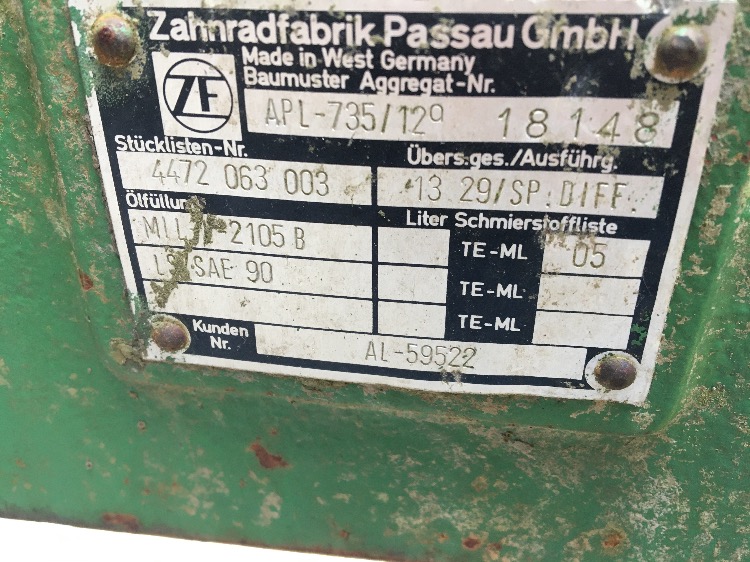 Zahnradfabrik Passau GmbH
Made in West Germany
Baumuster Aggregat-Nr.
ZF
APL-735/129 18148
Stücklisten-Nr. Übers.ges./Ausführg.
4472 063 003 13 29/SP.DIFF.
Ölfüllung Liter Schmierstoffliste
2105 B TE-ML 05
SAE 90 TE-ML
TE-ML
Kunden Nr. AL-59522